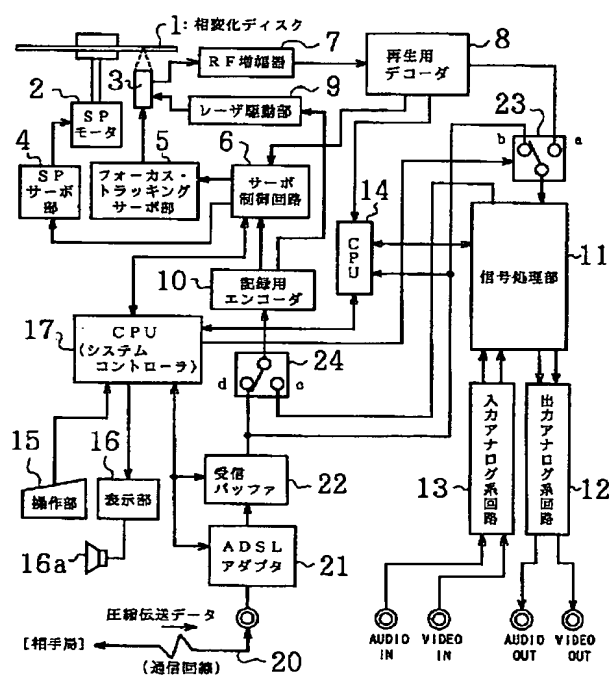 1:相変化ディスク
7
RF増幅器
再生用
デコーダ
8
2
SP
モータ
3
9
レーザ駆動部
23
b
a
4
SP
サーボ
部
5
フォーカス・
トラッキング
サーボ部
6
サーボ
制御回路
14
CPU
信号処理部
11
10
記録用
エンコーダ
17
CPU
(システム
コントローラ)
24
d
c
15
操作部
16
表示部
16a
受信
バッファ
22
ADSL
アダプタ
21
13
入力アナログ系回路
出力アナログ系回路
12
圧縮伝送データ
[相手局]
(通信回線)
20
AUDIO
IN
VIDEO
IN
AUDIO
OUT
VIDEO
OUT